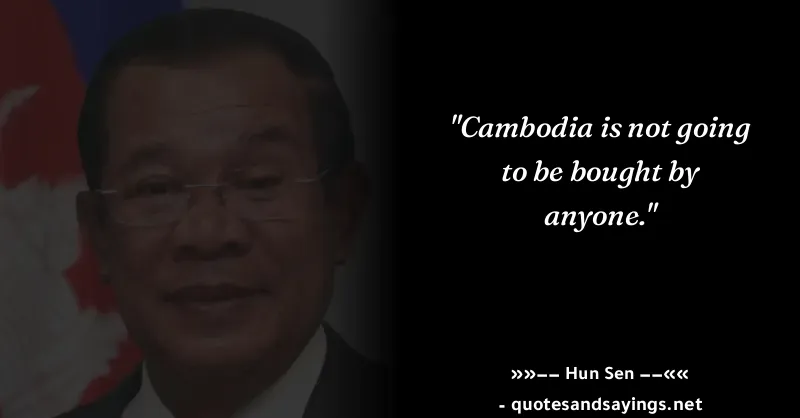 "Cambodia is not going
to be bought by
anyone."
»»−− Hun Sen −−««
- quotesandsayings.net